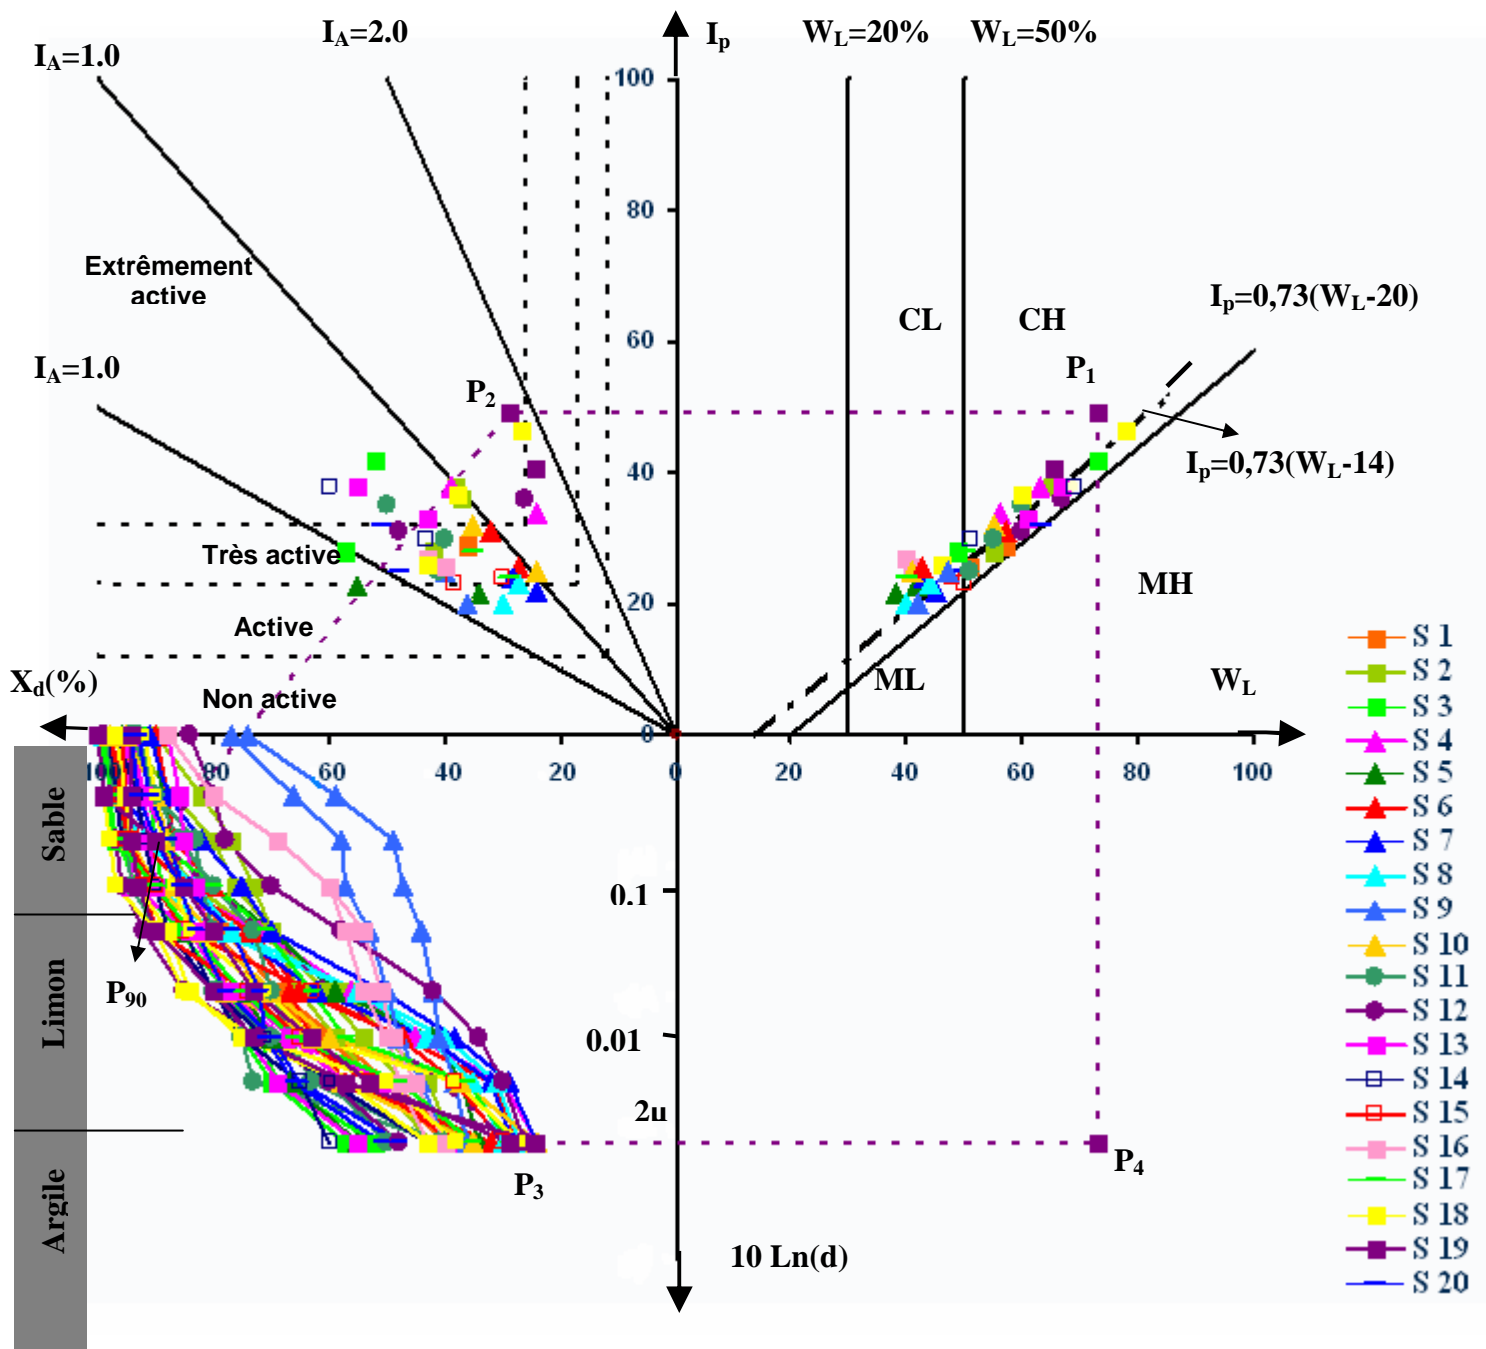 I_A=2.0
I_p
W_L=20%
W_L=50%
I_A=1.0
100
80
Extrêmement
active
I_p=0,73(W_L-20)
CL
CH
60
I_A=1.0
P_2
P_1
I_p=0,73(W_L-14)
40
Très active
MH
20
Active
X_d(%)
Non active
ML
W_L
0
100
80
60
40
20
0
20
40
60
80
100
Sable
0.1
P_90
Limon
0.01
2u
P_3
P_4
Argile
10 Ln(d)
S 1
S 2
S 3
S 4
S 5
S 6
S 7
S 8
S 9
S 10
S 11
S 12
S 13
S 14
S 15
S 16
S 17
S 18
S 19
S 20